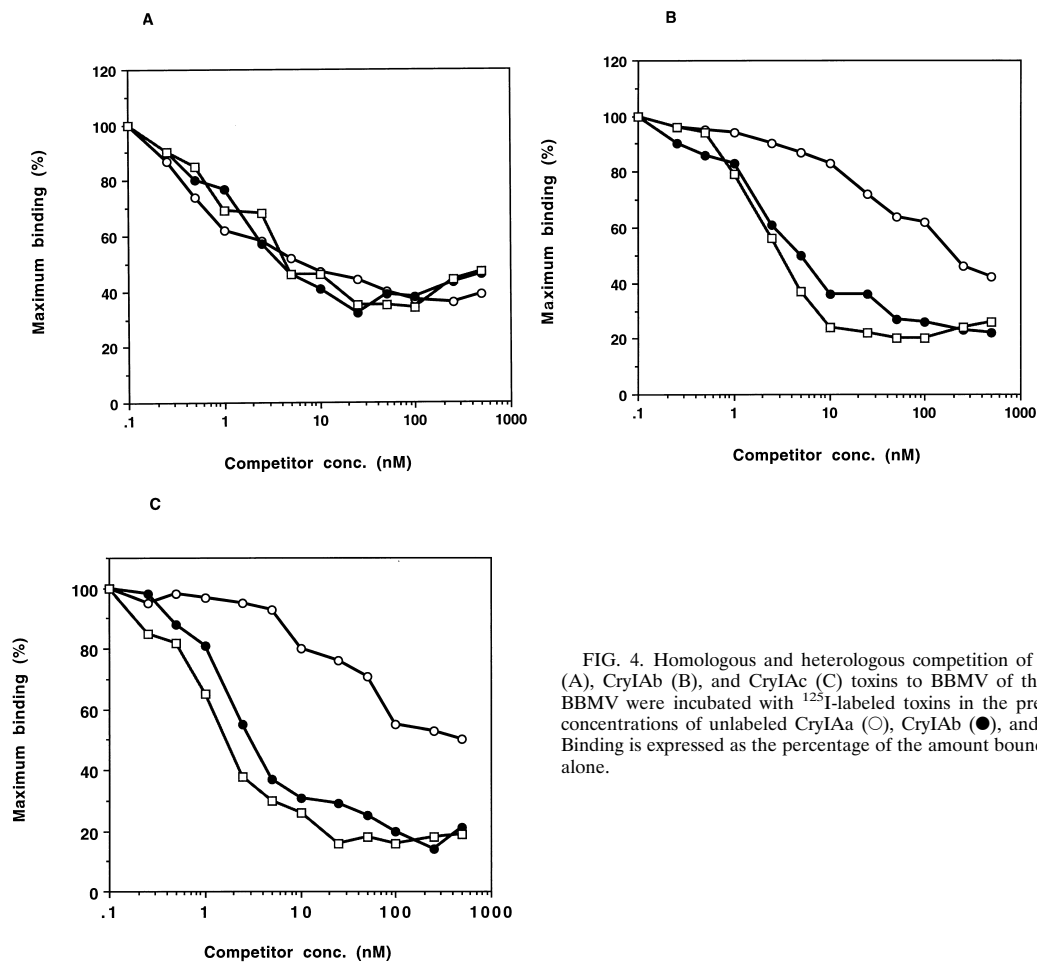 A
120
100
80
60
40
20
0
Maximum binding (%)
.1 1 10 100 1000
Competitor conc. (nM)
B
120
100
80
60
40
20
0
Maximum binding (%)
.1 1 10 100 1000
Competitor conc. (nM)
C
100
80
60
40
20
0
Maximum binding (%)
.1 1 10 100 1000
Competitor conc. (nM)
FIG. 4. Homologous and heterologous competition of
(A), CryIAb (B), and CryIAc (C) toxins to BBMV of th
BBMV were incubated with ¹²⁵I-labeled toxins in the pre
concentrations of unlabeled CryIAa (○), CryIAb (●), and
Binding is expressed as the percentage of the amount bound
alone.